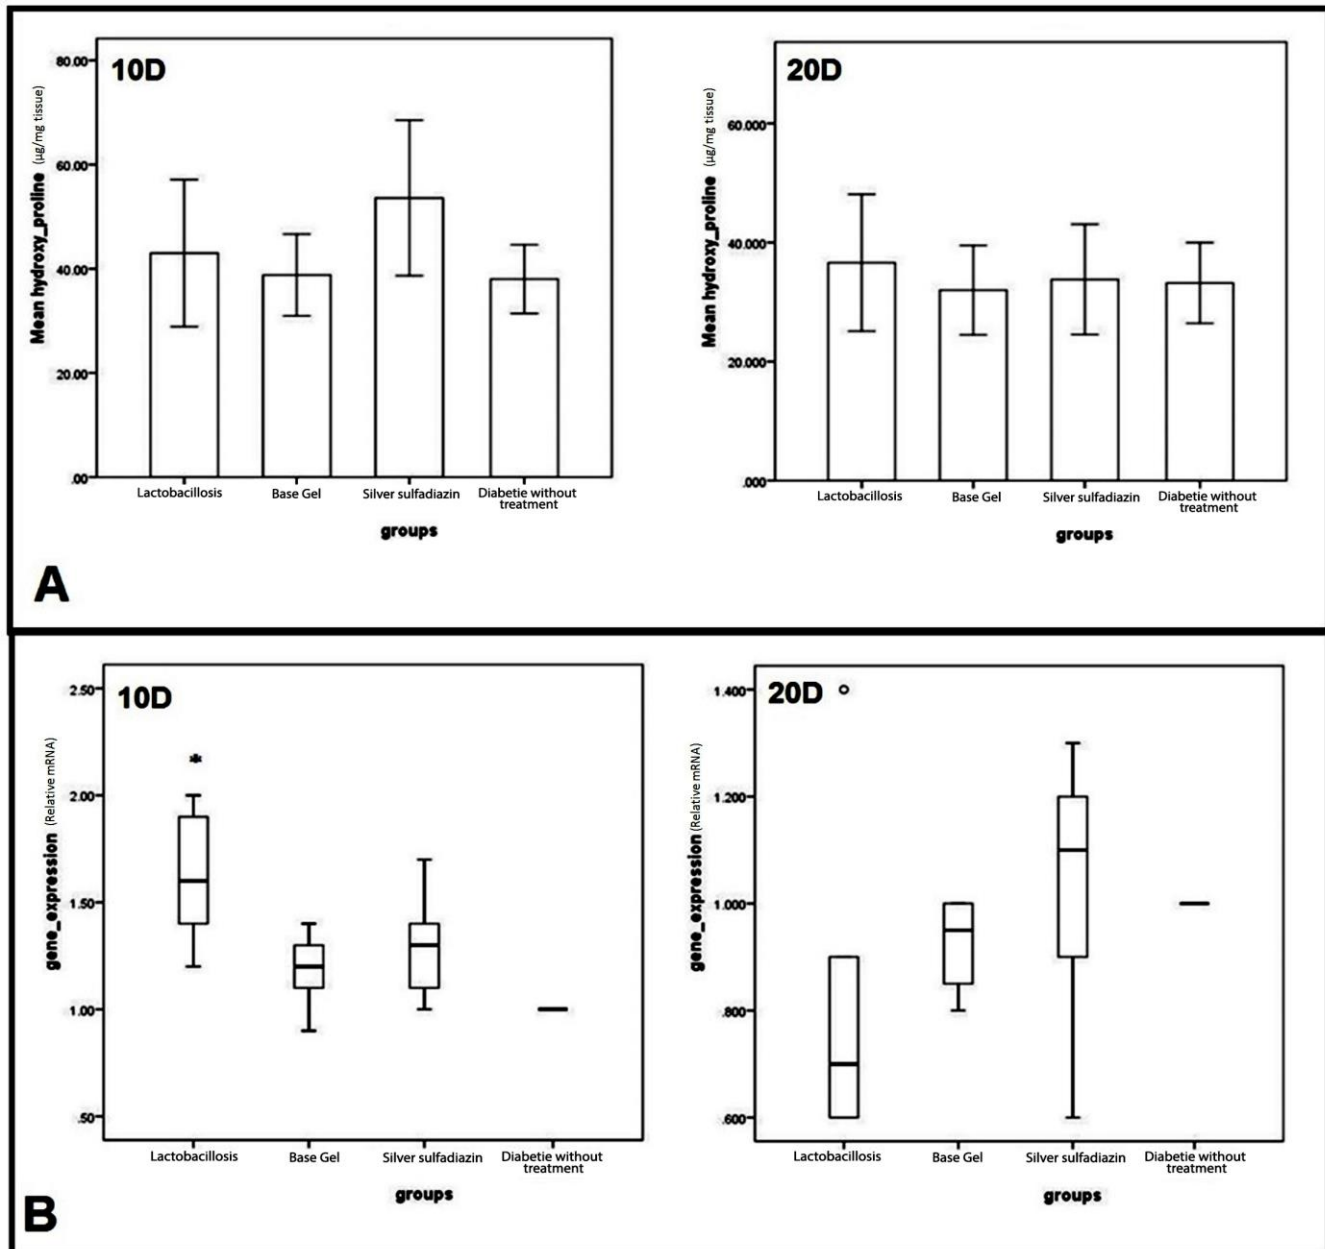 10D
Mean hydroxy_proline (µg/mg tissue)
80.00
60.00
40.00
20.00
.00
Lactobacillosis
Base Gel
Silver sulfadiazin
Diabetie without
treatment
groups
20D
Mean hydroxy_proline (µg/mg tissue)
60.000
40.000
20.000
.000
Lactobacillosis
Base Gel
Silver sulfadiazin
Diabetie without
treatment
groups
A
10D
gene_expression (Relative mRNA)
2.50
2.00
1.50
1.00
.50
*
Lactobacillosis
Base Gel
Silver sulfadiazin
Diabetie without
treatment
groups
20D
gene_expression (Relative mRNA)
1.400
1.200
1.000
.800
.600
Lactobacillosis
Base Gel
Silver sulfadiazin
Diabetie without
treatment
groups
B